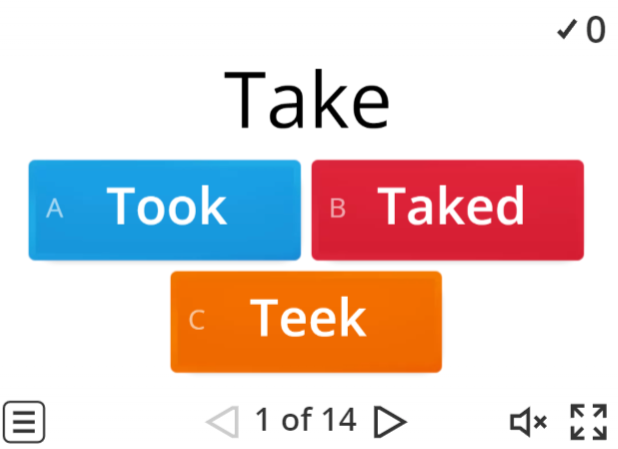 ✓ 0
Take
A Took
B Taked
C Teek
1 of 14